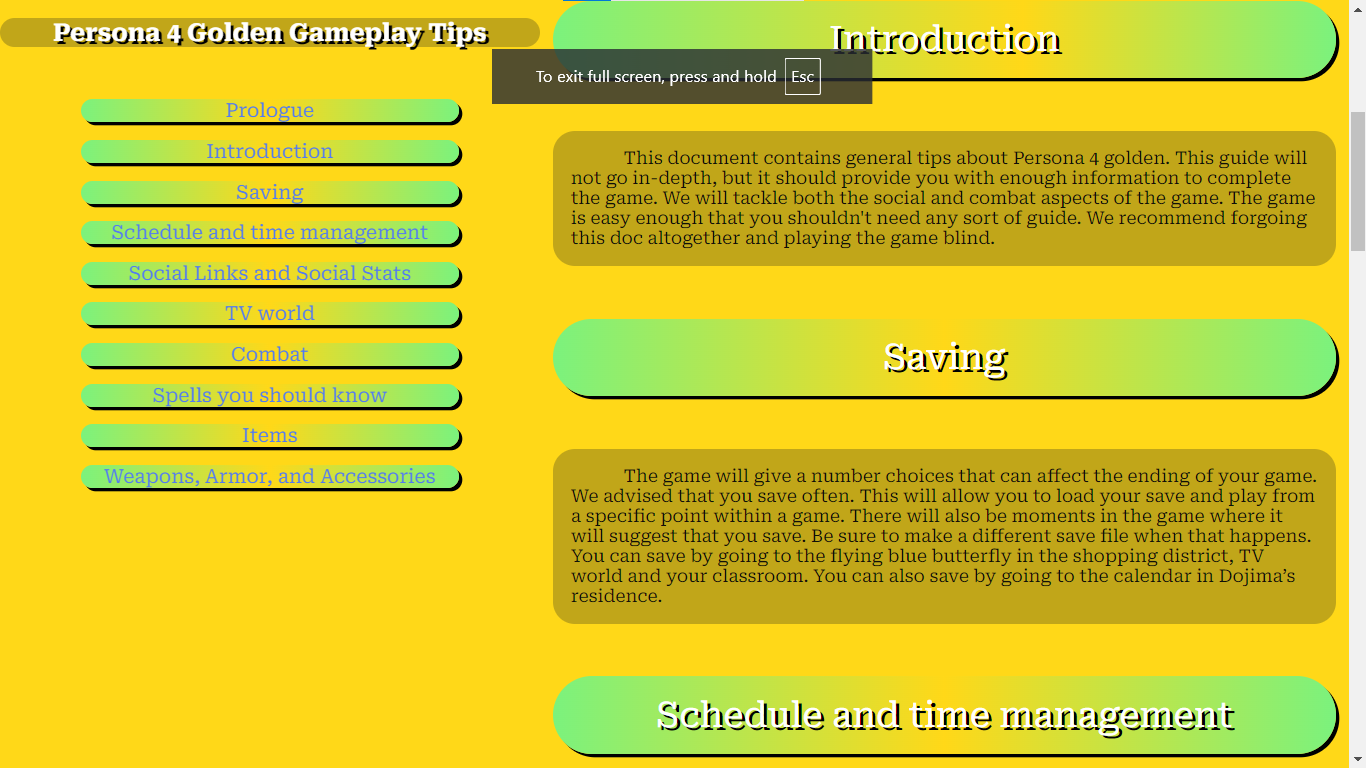 Persona 4 Golden Gameplay Tips
Prologue
Introduction
Saving
Schedule and time management
Social Links and Social Stats
TV world
Combat
Spells you should know
Items
Weapons, Armor, and Accessories
Introduction
To exit full screen, press and hold Esc
This document contains general tips about Persona 4 golden. This guide will
not go in-depth, but it should provide you with enough information to complete
the game. We will tackle both the social and combat aspects of the game. The game
is easy enough that you shouldn't need any sort of guide. We recommend forgoing
this doc altogether and playing the game blind.
Saving
The game will give a number choices that can affect the ending of your game.
We advised that you save often. This will allow you to load your save and play from
a specific point within a game. There will also be moments in the game where it
will suggest that you save. Be sure to make a different save file when that happens.
You can save by going to the flying blue butterfly in the shopping district, TV
world and your classroom. You can also save by going to the calendar in Dojima’s
residence.
Schedule and time management